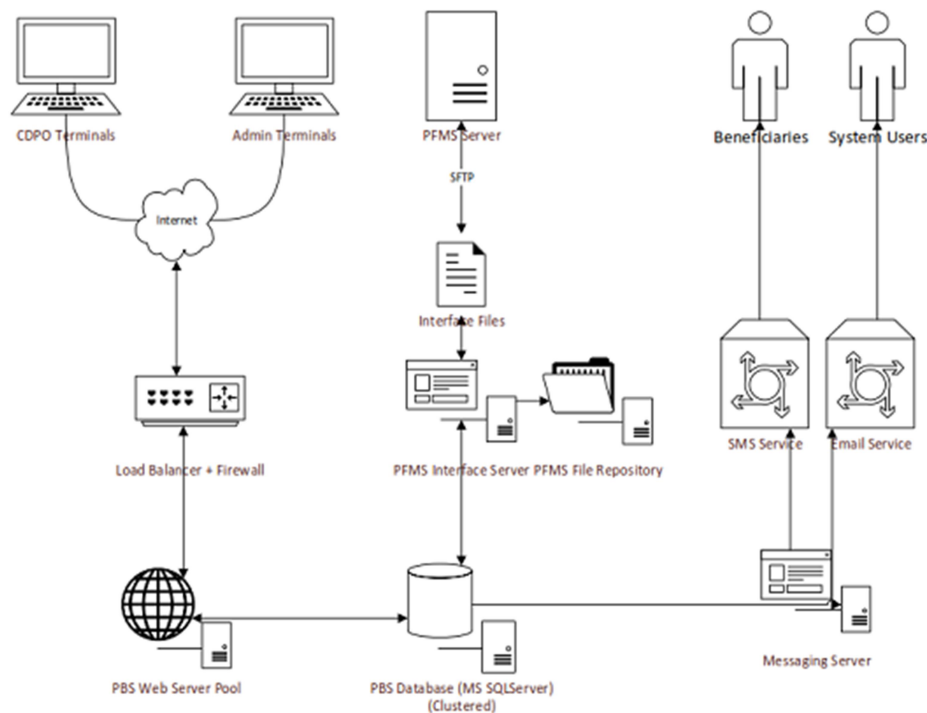 CDPO Terminals
Admin Terminals
PFMS Server
Beneficiaries
System Users
SFTP
Internet
Interface Files
SMS Service
Email Service
Load Balancer + Firewall
PFMS Interface Server
PFMS File Repository
Messaging Server
PBS Web Server Pool
PBS Database (MS SQLServer)
(Clustered)